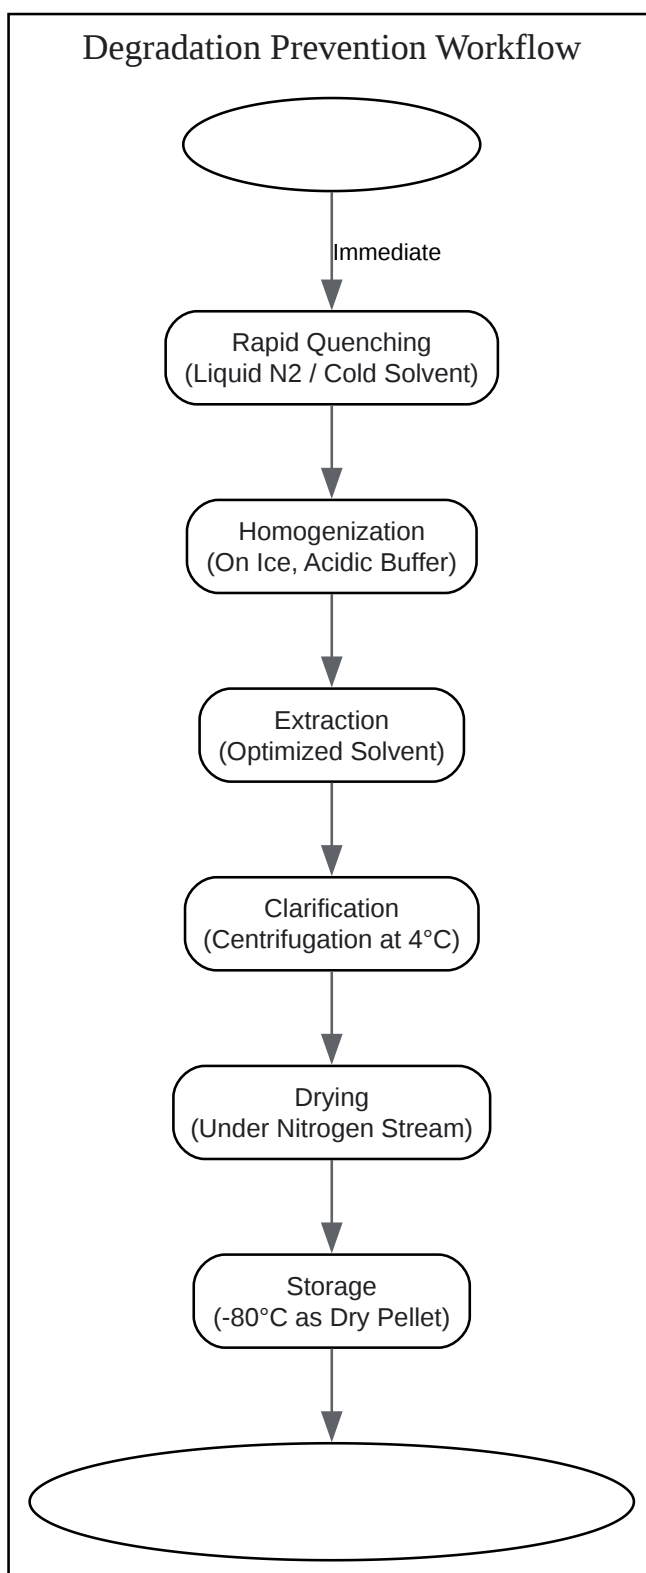 Degradation Prevention Workflow
Immediate
Rapid Quenching
(Liquid N2 / Cold Solvent)
Homogenization
(On Ice, Acidic Buffer)
Extraction
(Optimized Solvent)
Clarification
(Centrifugation at 4°C)
Drying
(Under Nitrogen Stream)
Storage
(-80°C as Dry Pellet)